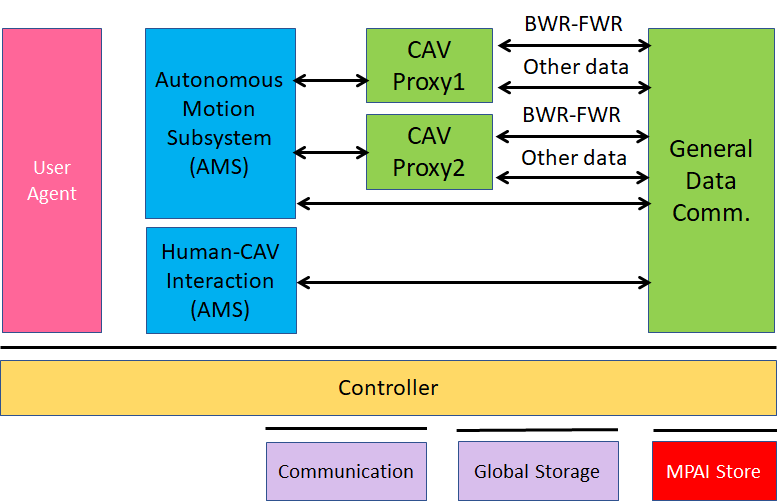 User
Agent
Autonomous
Motion
Subsystem
(AMS)
Human-CAV
Interaction
(AMS)
CAV
Proxy1
CAV
Proxy2
BWR-FWR
Other data
BWR-FWR
Other data
General
Data
Comm.
Controller
Communication
Global Storage
MPAI Store